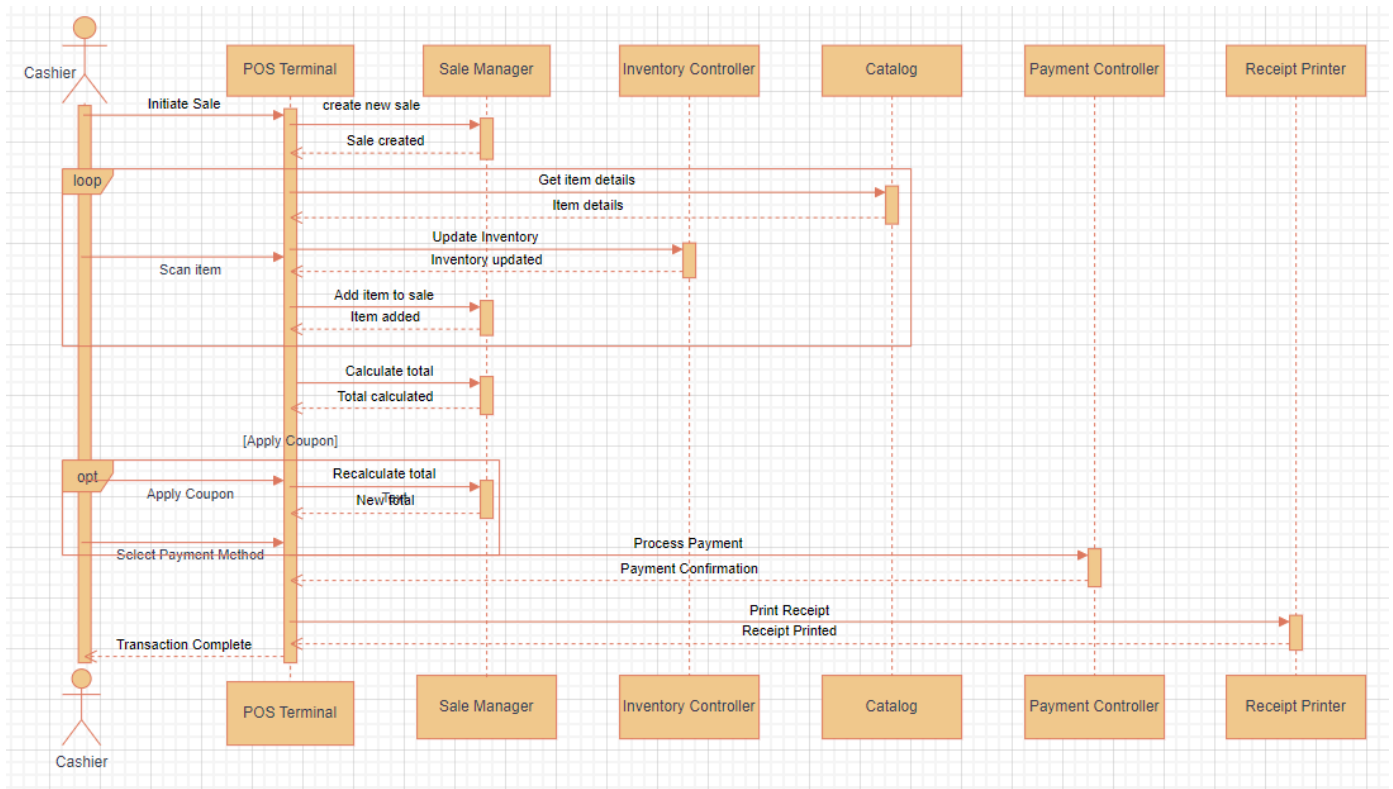 Cashier
POS Terminal
Sale Manager
Inventory Controller
Catalog
Payment Controller
Receipt Printer
Initiate Sale
create new sale
Sale created
loop
Get item details
Item details
Update Inventory
Inventory updated
Scan item
Add item to sale
Item added
Calculate total
Total calculated
[Apply Coupon]
opt
Recalculate total
Apply Coupon
New total
Text
Select Payment Method
Process Payment
Payment Confirmation
Print Receipt
Receipt Printed
Transaction Complete
POS Terminal
Sale Manager
Inventory Controller
Catalog
Payment Controller
Receipt Printer
Cashier